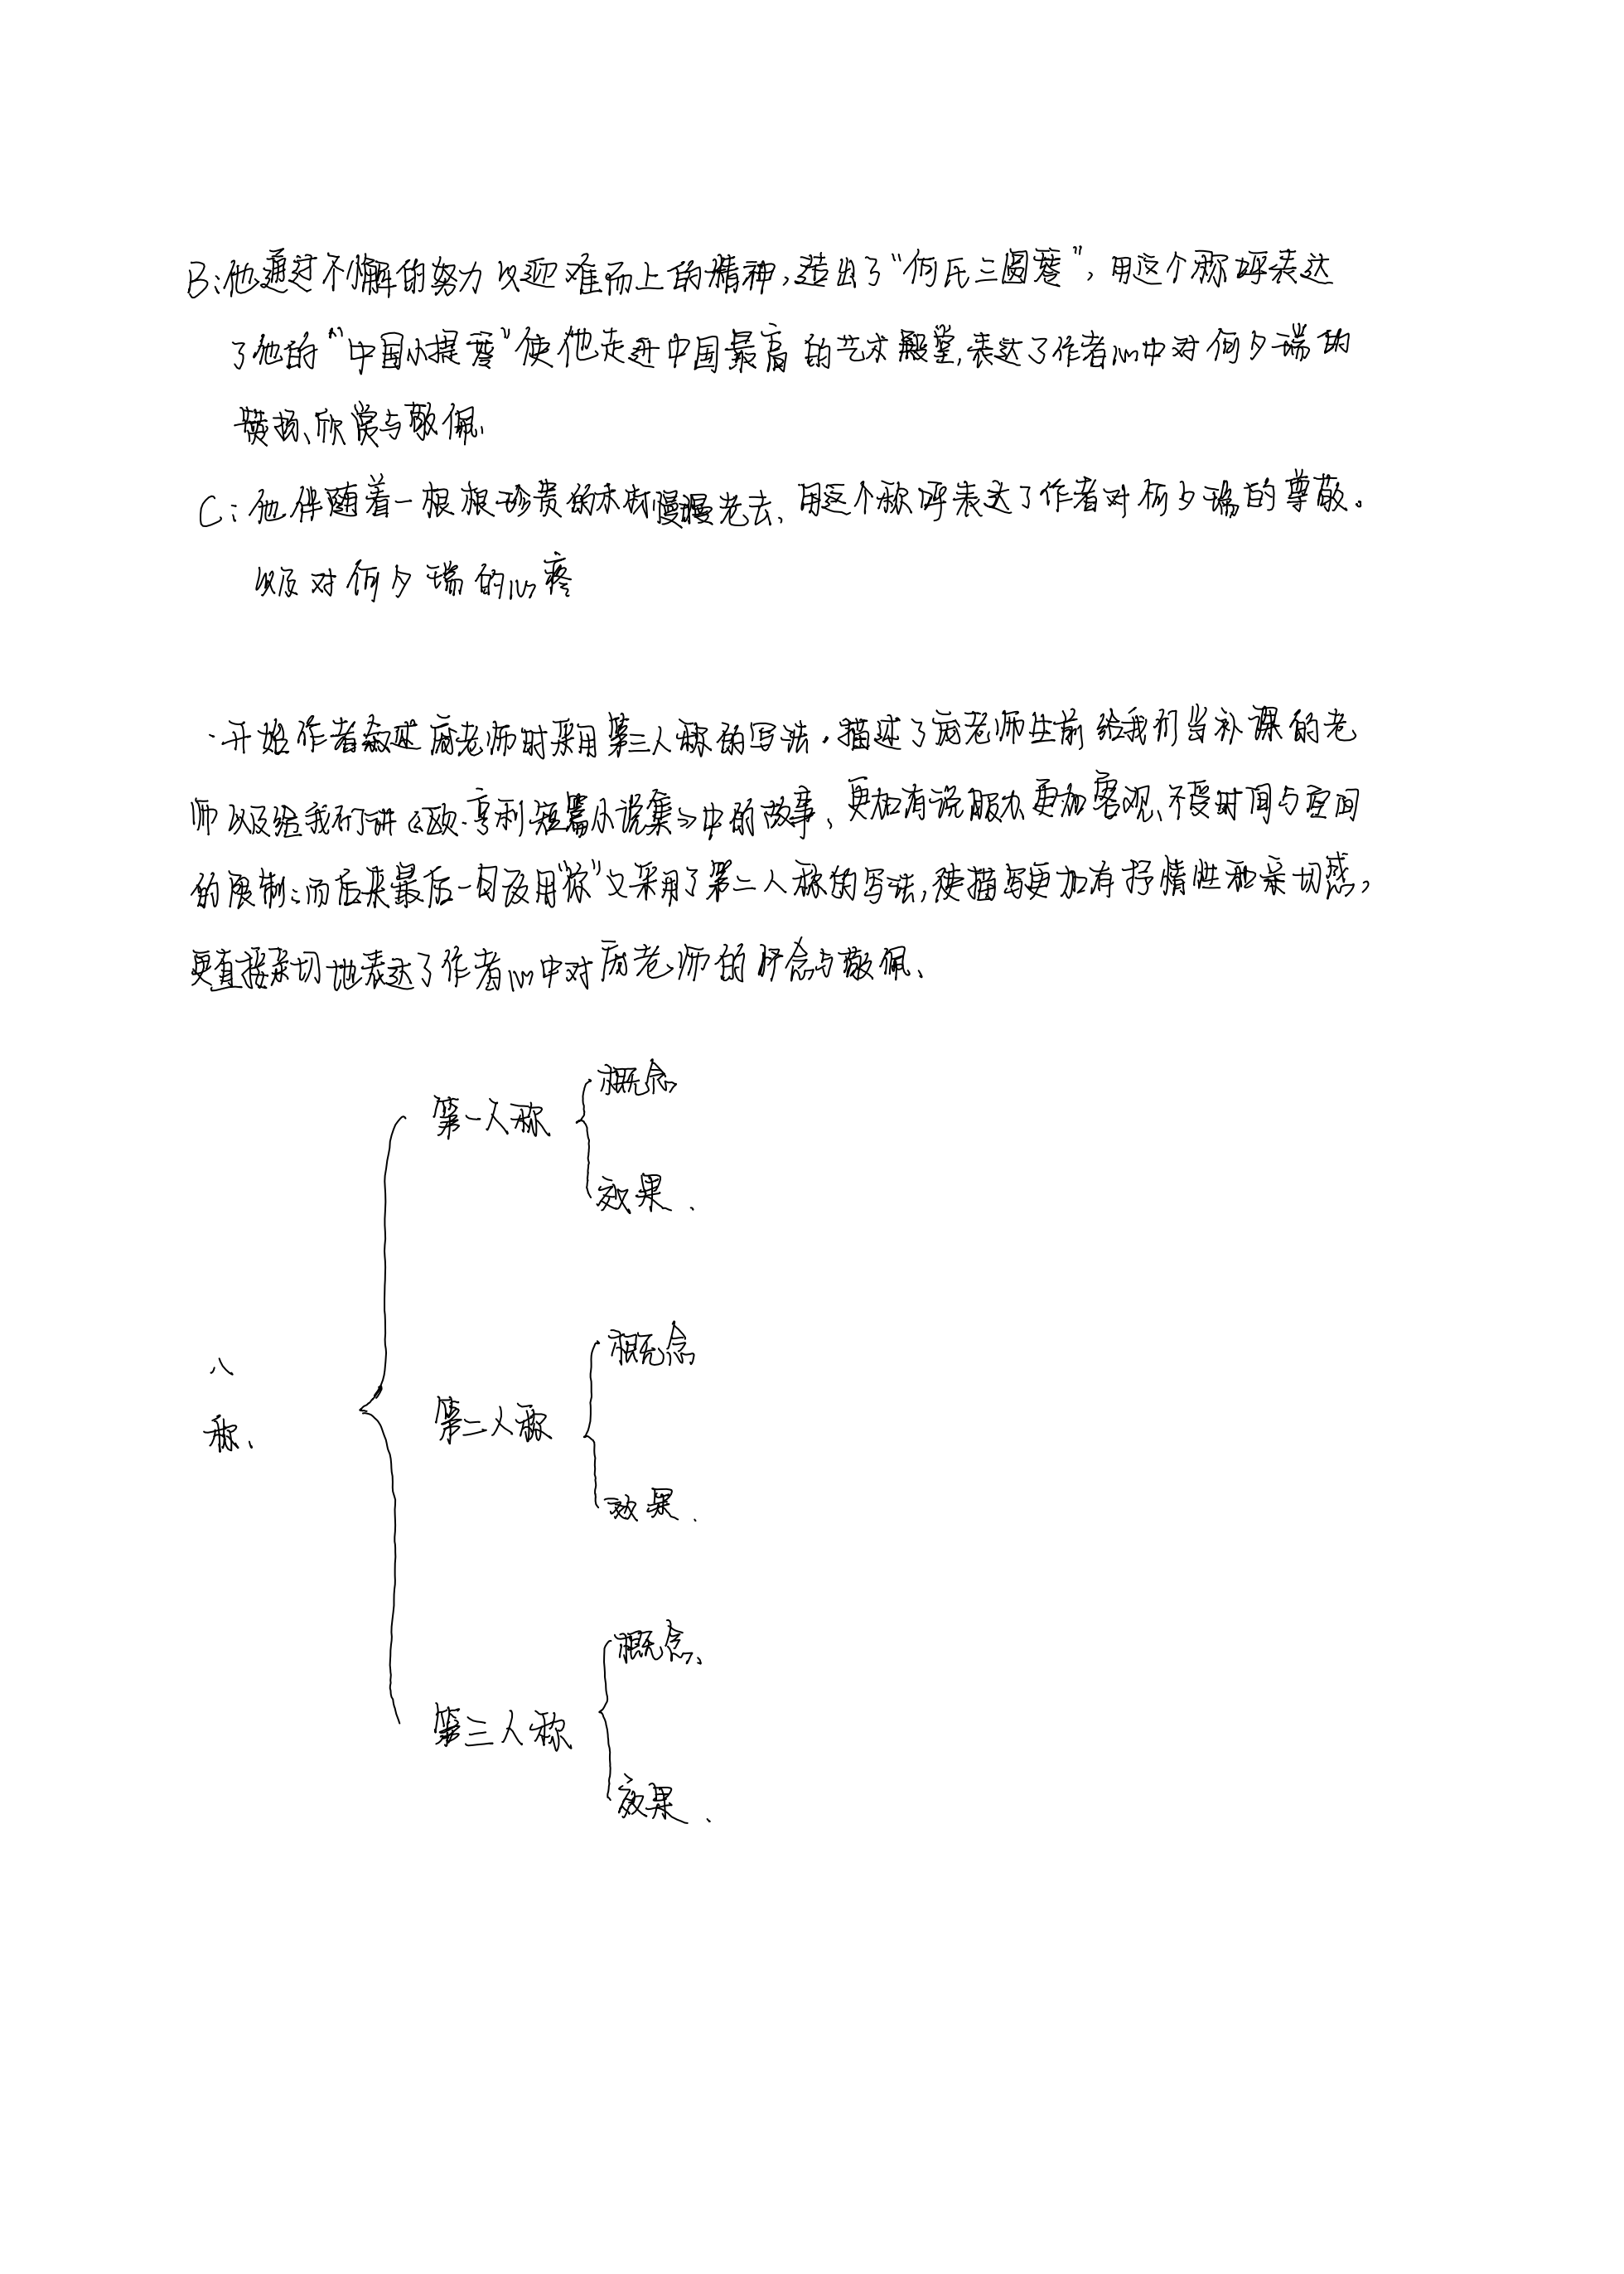 B:他通过不懈的努力以迎难而上的精神,造出了“何氏三圆琴”,用这个称呼表达
了他的“中国小提琴”使他走进中国最高的艺术殿堂,表达了作者心中对何夕瑞的
赞扬、欣赏与敬佩、
C:他伴随着一根根珍贵的木材慢慢老去、用这个称呼表达了作者对何夕瑞的尊敬。
以及对何夕瑞的心疼
一开始作者叙述庞老师时采用第三人称的写法,描述了庞老师生前给我们当补课的老
师以及给我们讲《欧·亨利短篇小说集》中的故事、更加有说服力、更加客观、不受时间与空间
的限制;而后来最后一句及用“你”又采用了第二人称的写法,使描写更加有抒情性和亲切感,
更直接亲切地表达了作者心中对庞老师的怀念与敬佩、
概念
第一人称
效果.
概念
人
第二人称
称、
效果.
概念、
第三人称
效果.